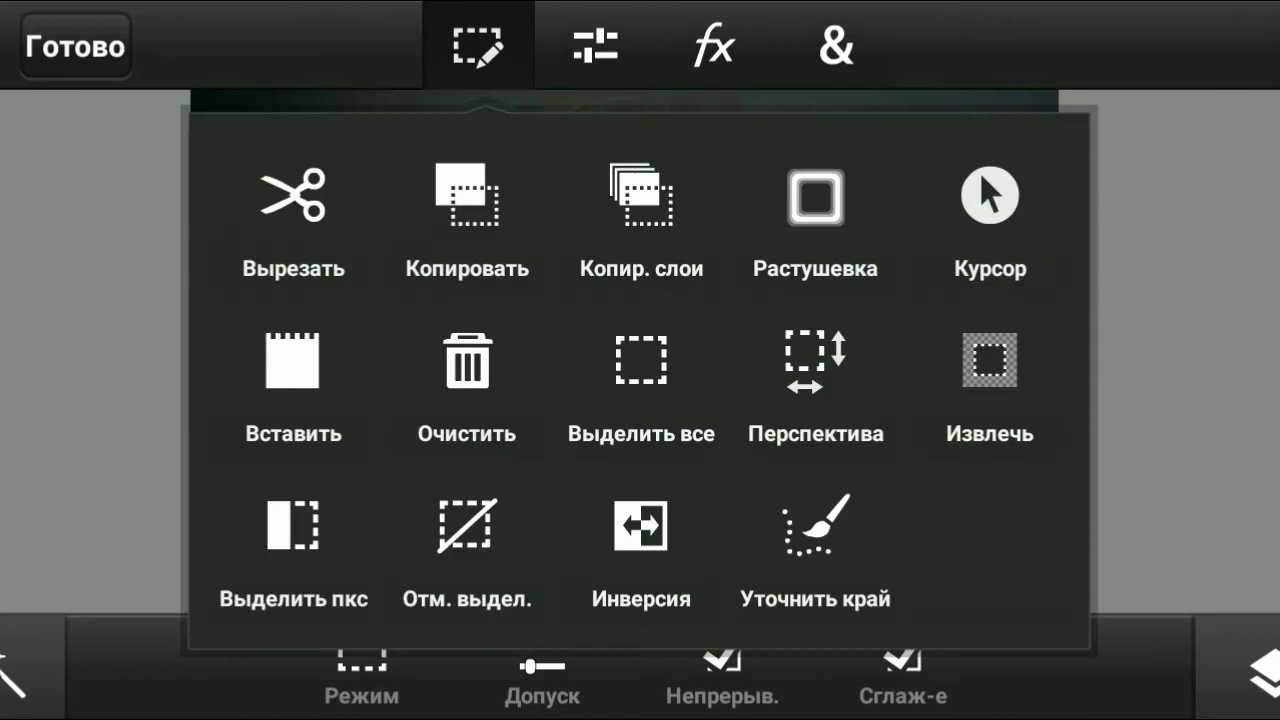 Готово
fx
&
Вырезать
Копировать
Копир. слои
Растушевка
Курсор
Вставить
Очистить
Выделить все
Перспектива
Извлечь
Выделить пкс
Отм. выдел.
Инверсия
Уточнить край
Режим
Допуск
Непрерыв.
Сглаж-е